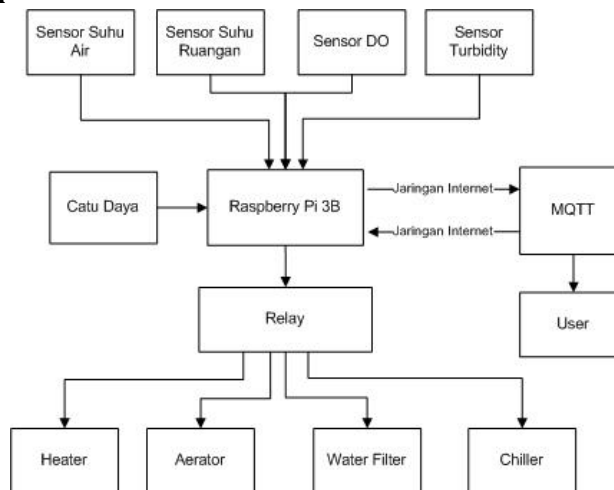 Sensor Suhu
Air
Sensor Suhu
Ruangan
Sensor DO
Sensor
Turbidity
Catu Daya
Raspberry Pi 3B
Jaringan Internet
Jaringan Internet
MQTT
Relay
User
Heater
Aerator
Water Filter
Chiller